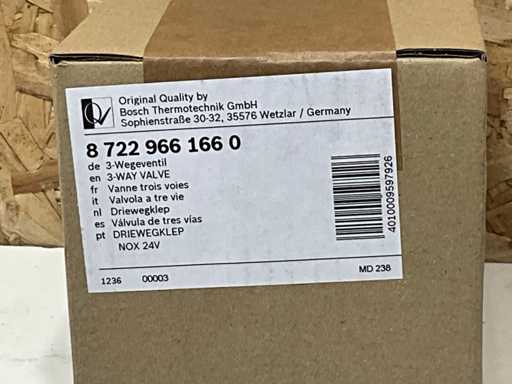 Original Quality by
Bosch Thermotechnik GmbH
Sophienstraße 30-32, 35576 Wetzlar / Germany
8 722 966 166 0
de 3-Wegeventil
en 3-WAY VALVE
fr Vanne trois voies
it Valvola a tre vie
nl Driewegklep
es Válvula de tres vías
pt DRIEWEGKLEP
NOX 24V
1236 00003 MD 238
4010009597926